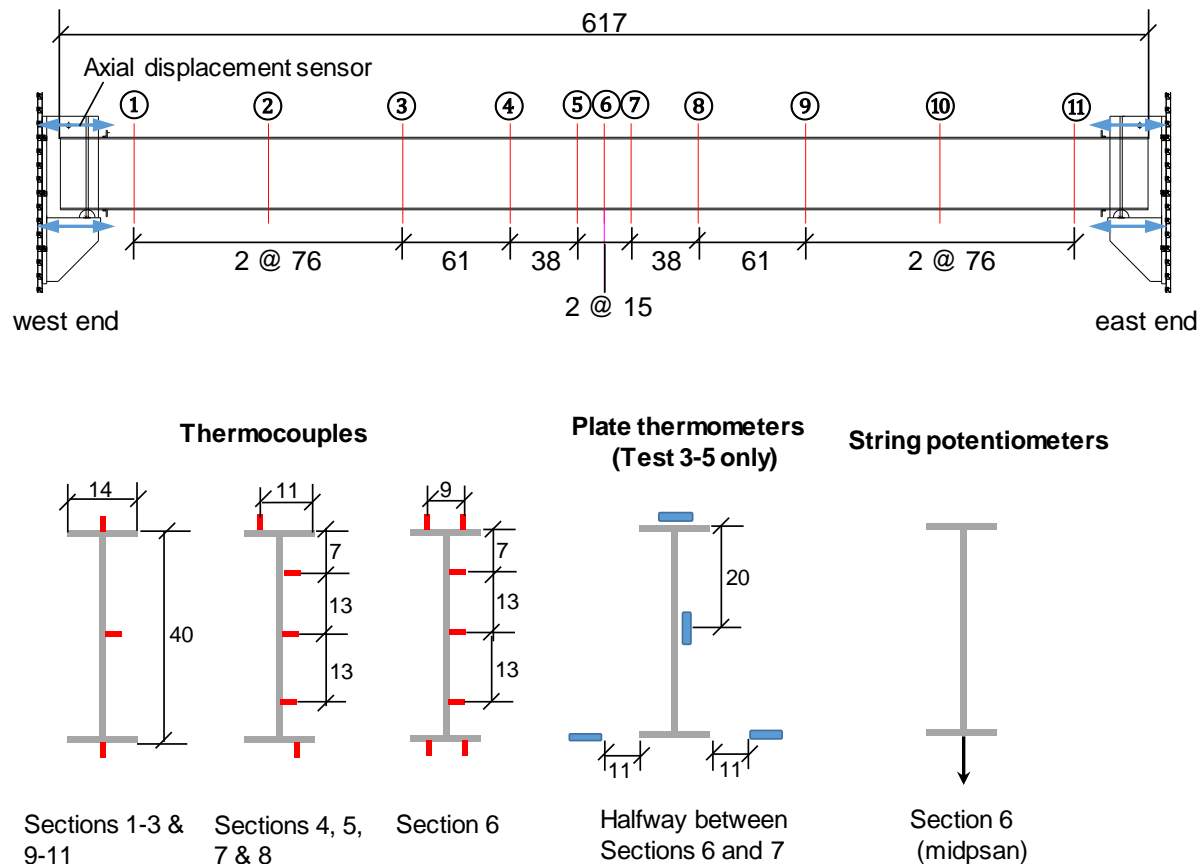 617
Axial displacement sensor
① ② ③ ④ ⑤ ⑥ ⑦ ⑧ ⑨ ⑩ ⑪
2 @ 76 61 38 38 61 2 @ 76
2 @ 15
west end
east end
Thermocouples
Plate thermometers
(Test 3-5 only)
String potentiometers
14
40
11
7
13
13
9
7
13
13
20
11
11
Sections 1-3 &
9-11
Sections 4, 5,
7 & 8
Section 6
Halfway between
Sections 6 and 7
Section 6
(midpsan)